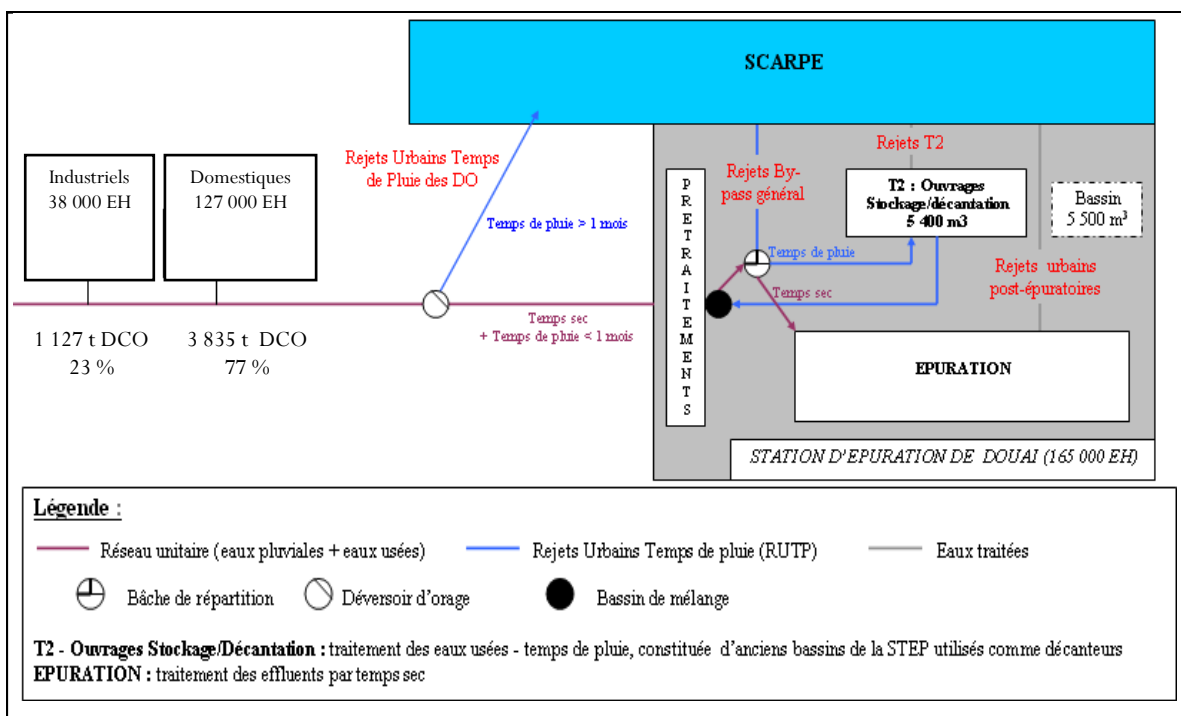 SCARPE
Industriels
38 000 EH
Domestiques
127 000 EH
Rejets Urbains Temps
de Pluie des DO
Temps de pluie > 1 mois
Temps sec
+ Temps de pluie < 1 mois
1 127 t DCO
23 %
3 835 t DCO
77 %
PRETRAITEMENTS
Rejets By-
pass général
Rejets T2
T2 : Ouvrages
Stockage/décantation
5 400 m3
Bassin
5 500 m³
Temps de pluie
Temps sec
Rejets urbains
post-épuratoires
EPURATION
STATION D'EPURATION DE DOUAI (165 000 EH)
Légende :
Réseau unitaire (eaux pluviales + eaux usées)
Rejets Urbains Temps de pluie (RUTP)
Eaux traitées
Bâche de répartition
Déversoir d'orage
Bassin de mélange
T2 - Ouvrages Stockage/Décantation : traitement des eaux usées - temps de pluie, constituée d'anciens bassins de la STEP utilisés comme décanteurs
EPURATION : traitement des effluents par temps sec